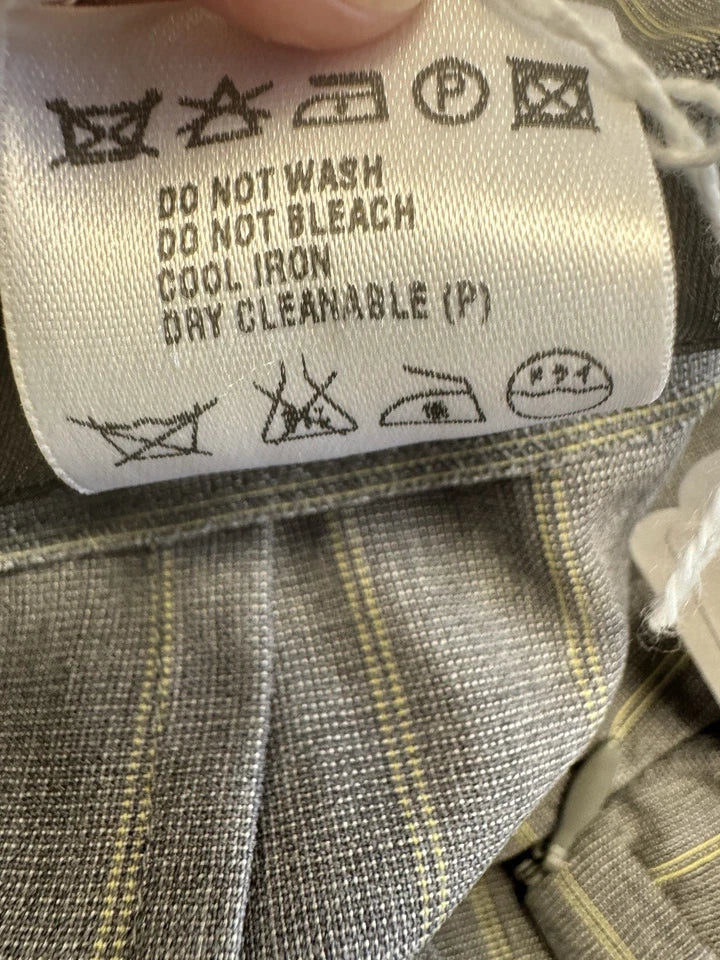 P
DO NOT WASH
DO NOT BLEACH
COOL IRON
DRY CLEANABLE (P)
ドライ